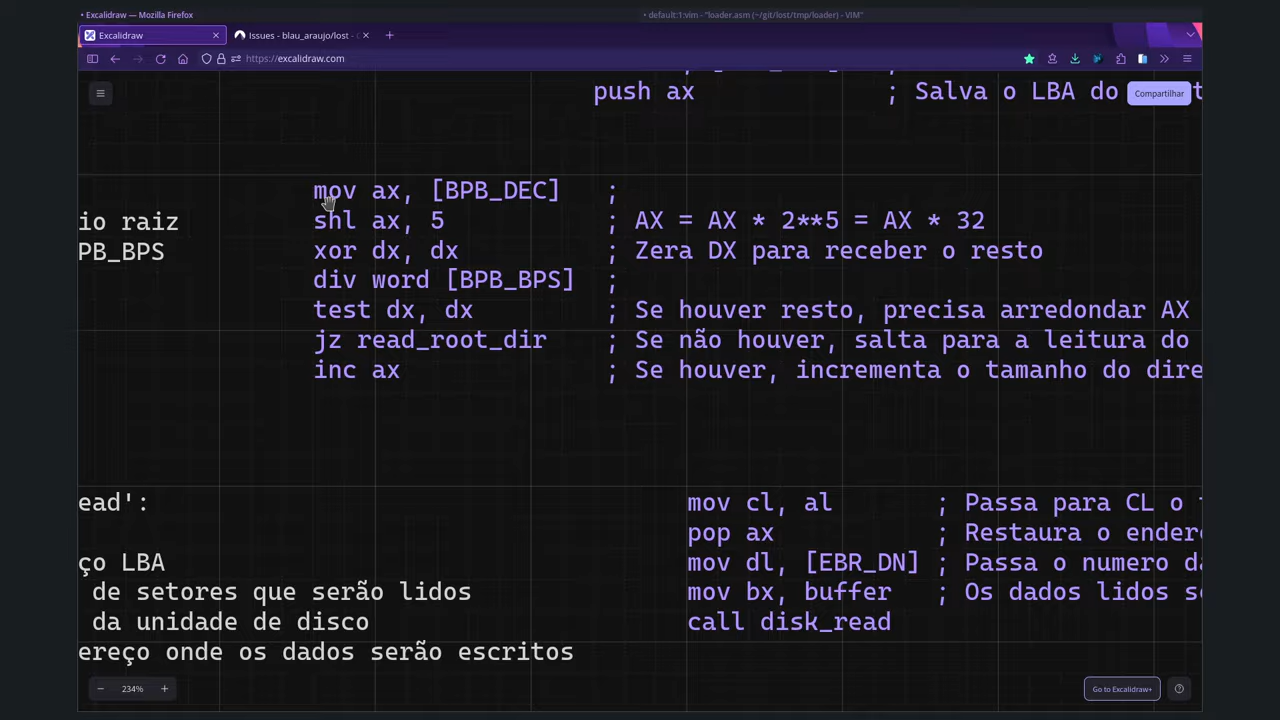 • Excalidraw — Mozilla Firefox
• default:1:vim - "loader.asm (~/git/lost/tmp/loader) - VIM"
Excalidraw
Issues - blau_araujo/lost -
https://excalidraw.com
push ax ; Salva o LBA do
Compartilhar
mov ax, [BPB_DEC] ;
io raiz
shl ax, 5 ; AX = AX * 2**5 = AX * 32
PB_BPS
xor dx, dx ; Zera DX para receber o resto
div word [BPB_BPS] ;
test dx, dx ; Se houver resto, precisa arredondar AX
jz read_root_dir ; Se não houver, salta para a leitura do
inc ax ; Se houver, incrementa o tamanho do dire
ead':
mov cl, al ; Passa para CL o
pop ax ; Restaura o ender
ço LBA
mov dl, [EBR_DN] ; Passa o numero da
de setores que serão lidos
mov bx, buffer ; Os dados lidos s
da unidade de disco
call disk_read
ereço onde os dados serão escritos
234%
Go to Excalidraw+